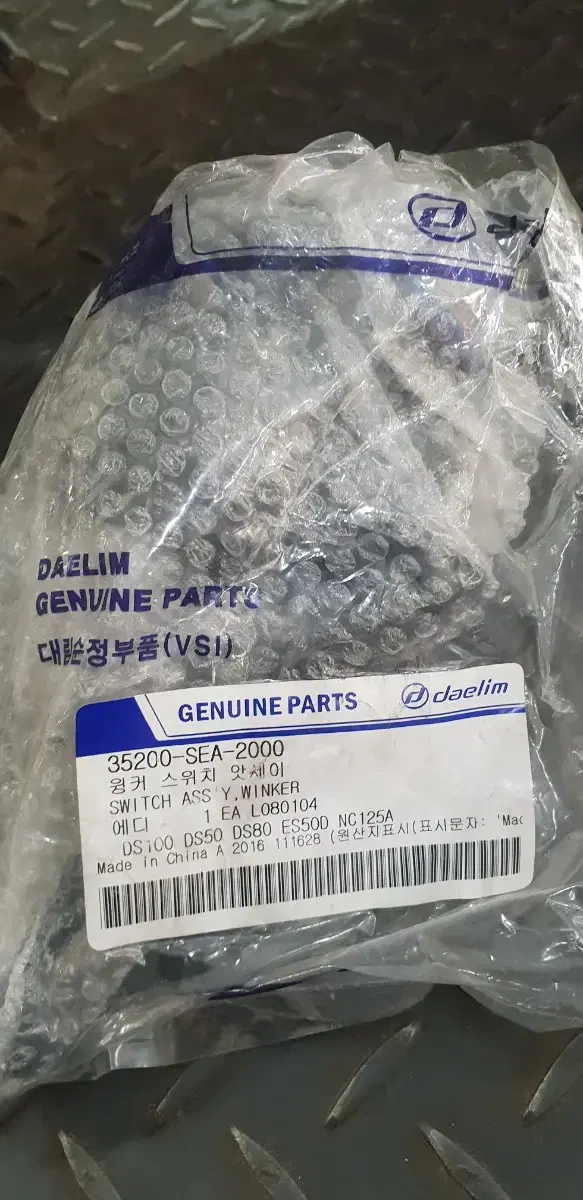 DAELIM
GENUINE PARTS
대림순정부품(VSI)
GENUINE PARTS daelim
35200-SEA-2000
윙커 스위치 앗세이
SWITCH ASS'Y,WINKER
에디 1 EA L080104
DS100 DS50 DS80 ES50D NC125A
Made in China A 2016 111628 (원산지표시(표시문자: 'Mad